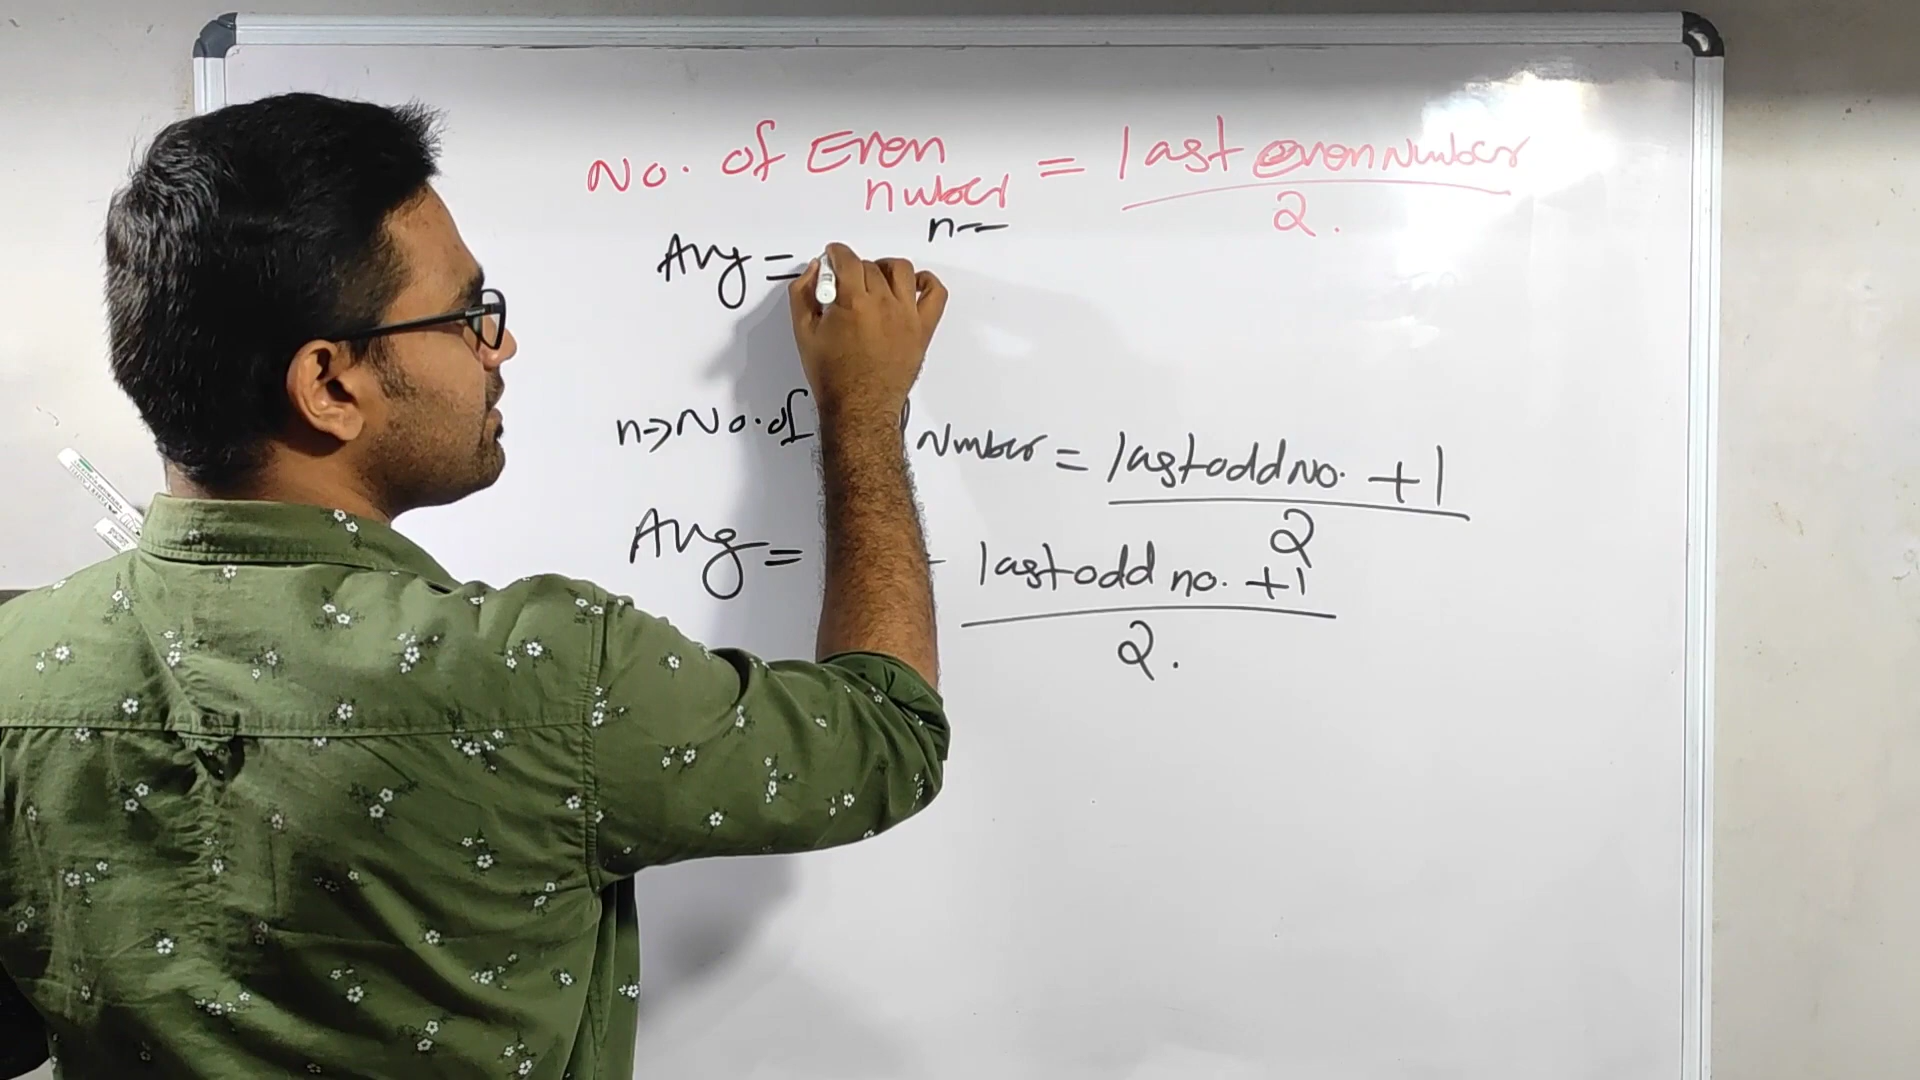 No. of Even = last even Number
nuber 2.
n
Avg =
n⇒No. of Number = last odd No. +1
2
Avg = last odd no. +1
2.